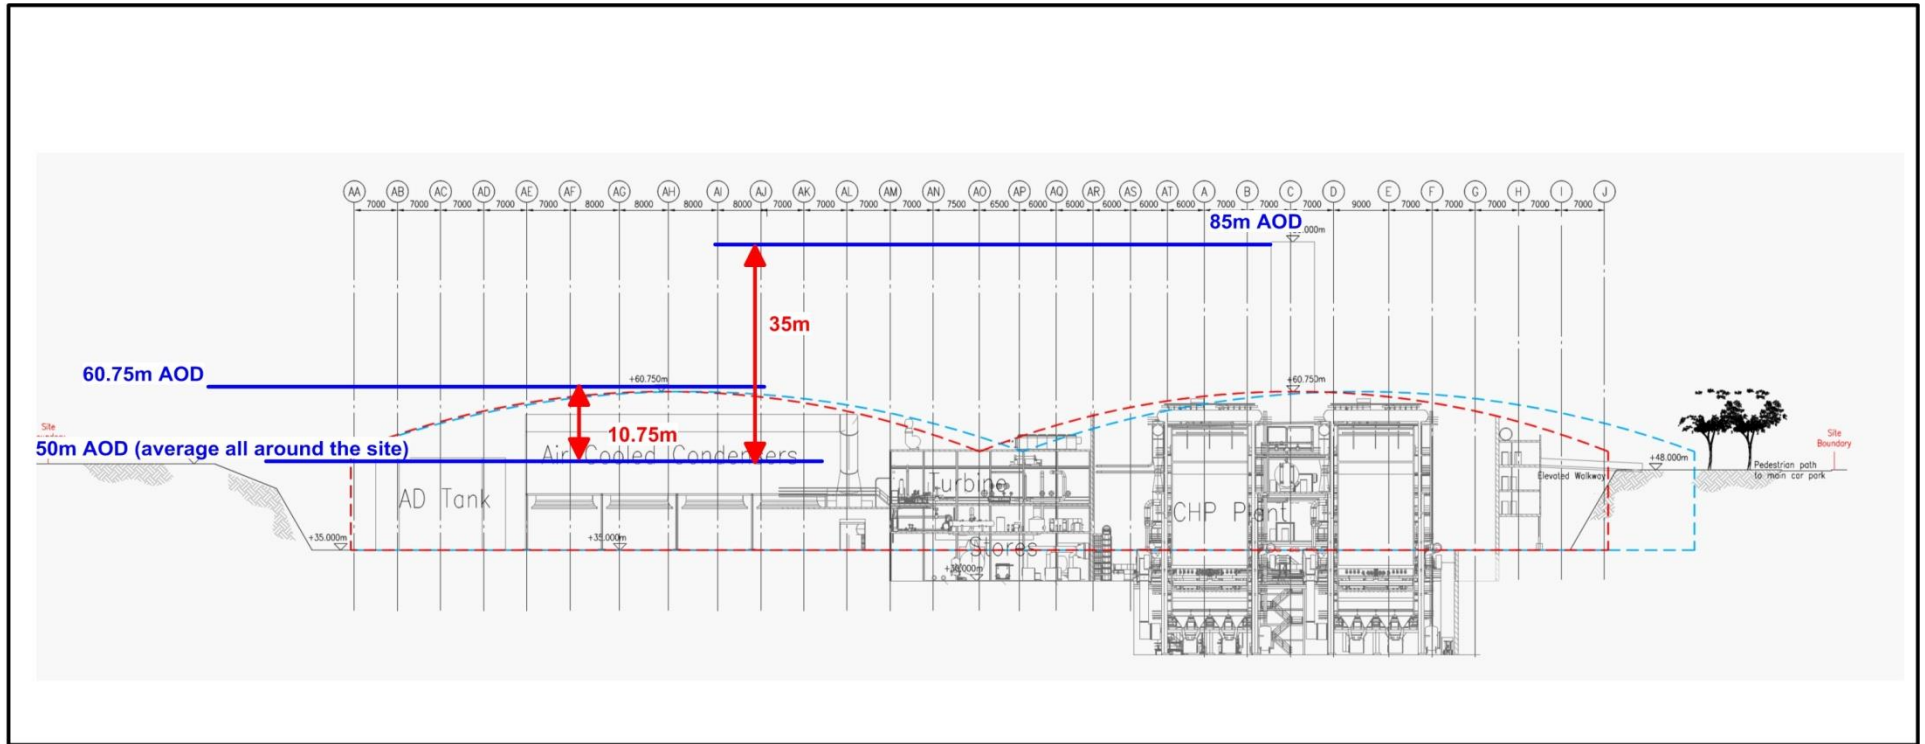 AA AB AC AD AE AF AG AH AI AJ AK AL AM AN AO AP AQ AR AS AT A B C D E F G H I J
7000 7000 7000 7000 7000 8000 8000 8000 8000 7000 7000 7000 7000 7500 6500 6000 6000 6000 6000 6000 7000 7000 7000 9000 7000 7000 7000 7000 7000
85m AOD
.000m
35m
60.75m AOD
+60.750m
+60.750m
Site
50m AOD (average all around the site)
10.75m
Air Cooled Condensers
Site
Boundary
+48.000m
Pedestrian path
to main car park
Elevated Walkway
AD Tank
Turbine
CHP Plant
+35.000m
+35.000m
Stores